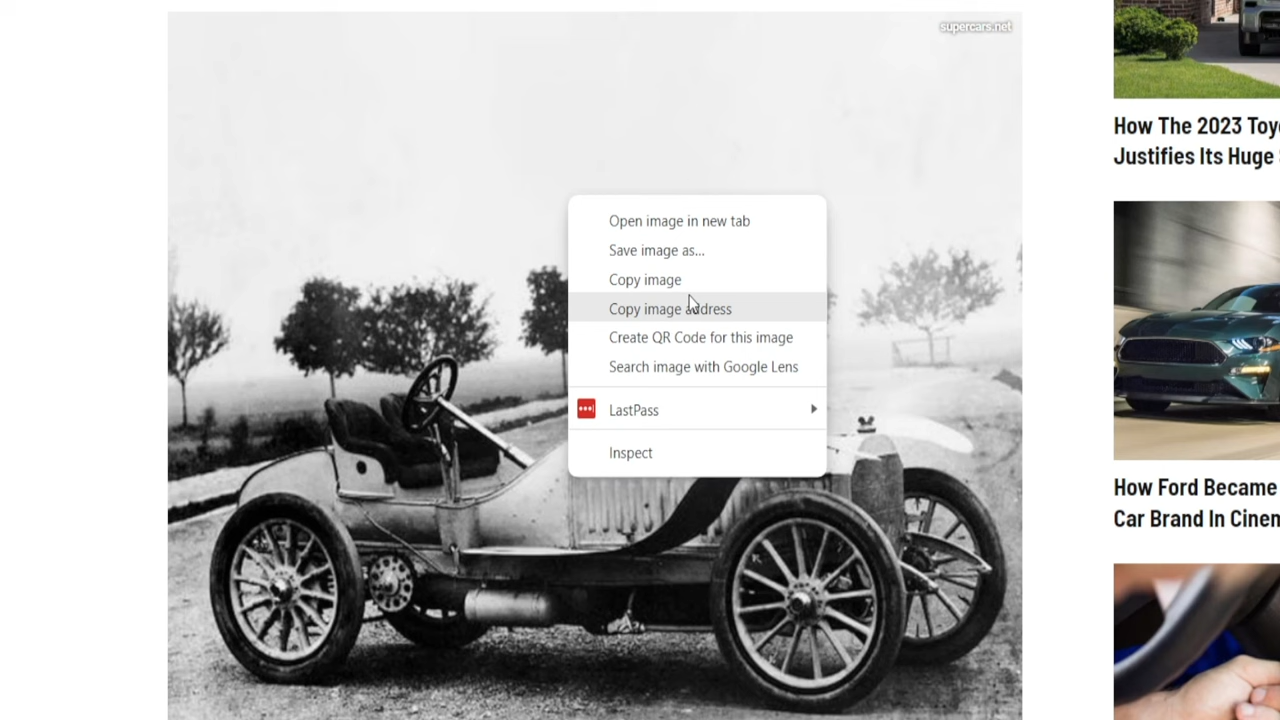 supercars.net
Open image in new tab
Save image as...
Copy image
Copy image address
Create QR Code for this image
Search image with Google Lens
LastPass
Inspect
How The 2023
Justifies Its Huge
How Ford Became
Car Brand In